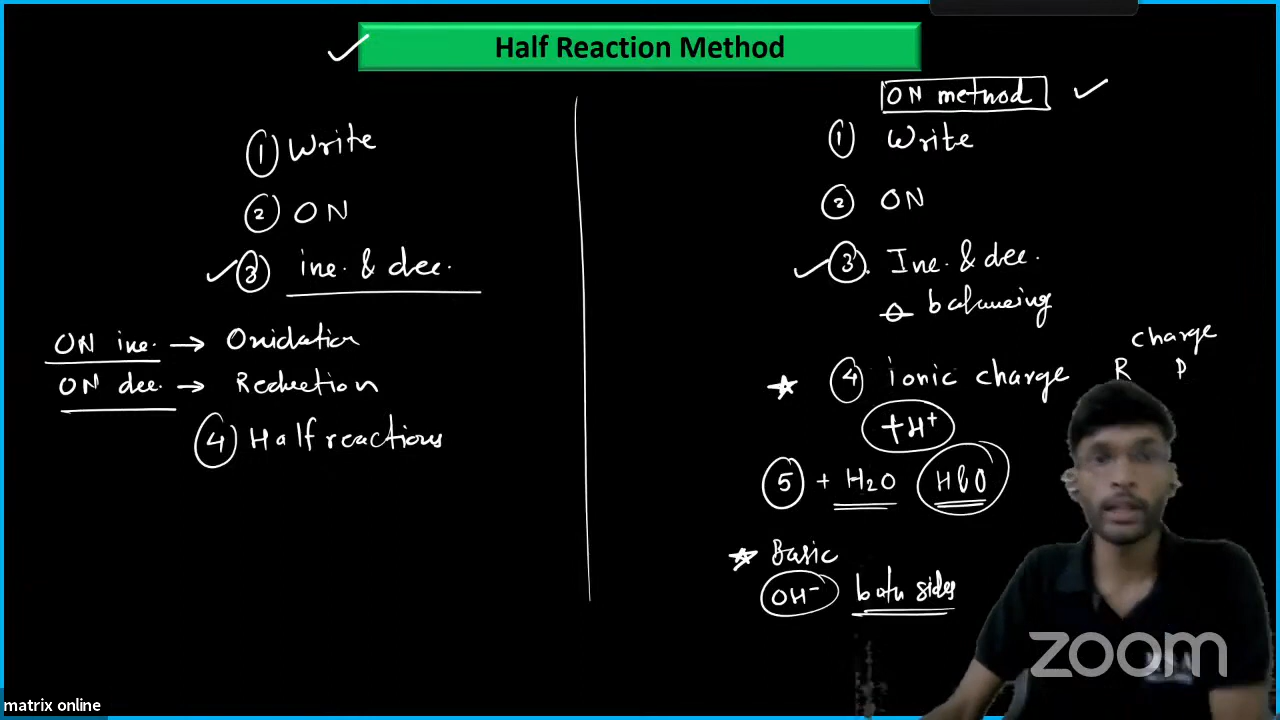 Half Reaction Method
① Write
② ON
③ inc. & dec.
ON inc. → Oxidation
ON dec. → Reduction
④ Half reactions
ON method
① Write
② ON
③. Inc. & dec.
balancing
charge
④ ionic charge R P
+H⁺
⑤ + H₂O H & O
Basic
OH⁻ both sides
zoom
matrix online